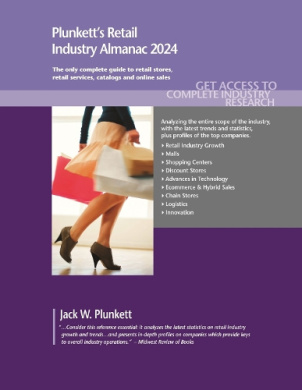 Plunkett's Retail
Industry Almanac 2024
The only complete guide to retail stores,
retail services, catalogs and online sales
GET ACCESS TO
COMPLETE INDUSTRY
RESEARCH
Analyzing the entire scope of the industry,
with the latest trends and statistics,
plus profiles of the top companies.
▸ Retail Industry Growth
▸ Malls
▸ Shopping Centers
▸ Discount Stores
▸ Advances in Technology
▸ Ecommerce & Hybrid Sales
▸ Chain Stores
▸ Logistics
▸ Innovation
Jack W. Plunkett
"...Consider this reference essential: It analyzes the latest statistics on retail industry
growth and trends...and presents in-depth profiles on companies which provide keys
to overall industry operations." – Midwest Review of Books